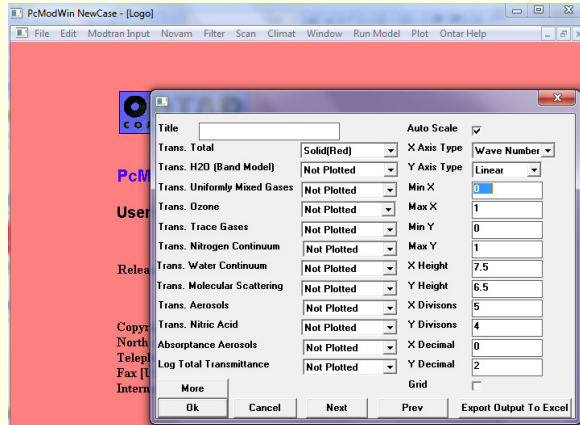 PcModWin NewCase - [Logo]
File Edit Modtran Input Novam Filter Scan Climat Window Run Model Plot Ontar Help
Title
Auto Scale
Trans. Total Solid(Red) X Axis Type Wave Number
Trans. H2O (Band Model) Not Plotted Y Axis Type Linear
Trans. Uniformly Mixed Gases Not Plotted Min X 0
Trans. Ozone Not Plotted Max X 1
Trans. Trace Gases Not Plotted Min Y 0
Trans. Nitrogen Continuum Not Plotted Max Y 1
Trans. Water Continuum Not Plotted X Height 7.5
Trans. Molecular Scattering Not Plotted Y Height 6.5
Trans. Aerosols Not Plotted X Divisons 5
Trans. Nitric Acid Not Plotted Y Divisons 4
Absorptance Aerosols Not Plotted X Decimal 0
Log Total Transmittance Not Plotted Y Decimal 2
More Grid
Ok Cancel Next Prev Export Output To Excel
PcM
User
Relea
Copyr
North
Teleph
Fax [U
Intern